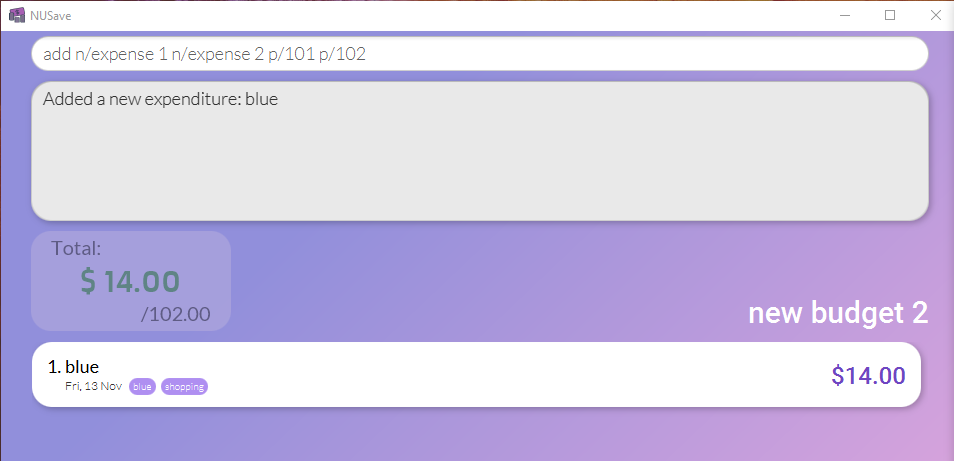 NUSave
add n/expense 1 n/expense 2 p/101 p/102
Added a new expenditure: blue
Total:
$ 14.00
/102.00
new budget 2
1. blue
$14.00
Fri, 13 Nov blue shopping